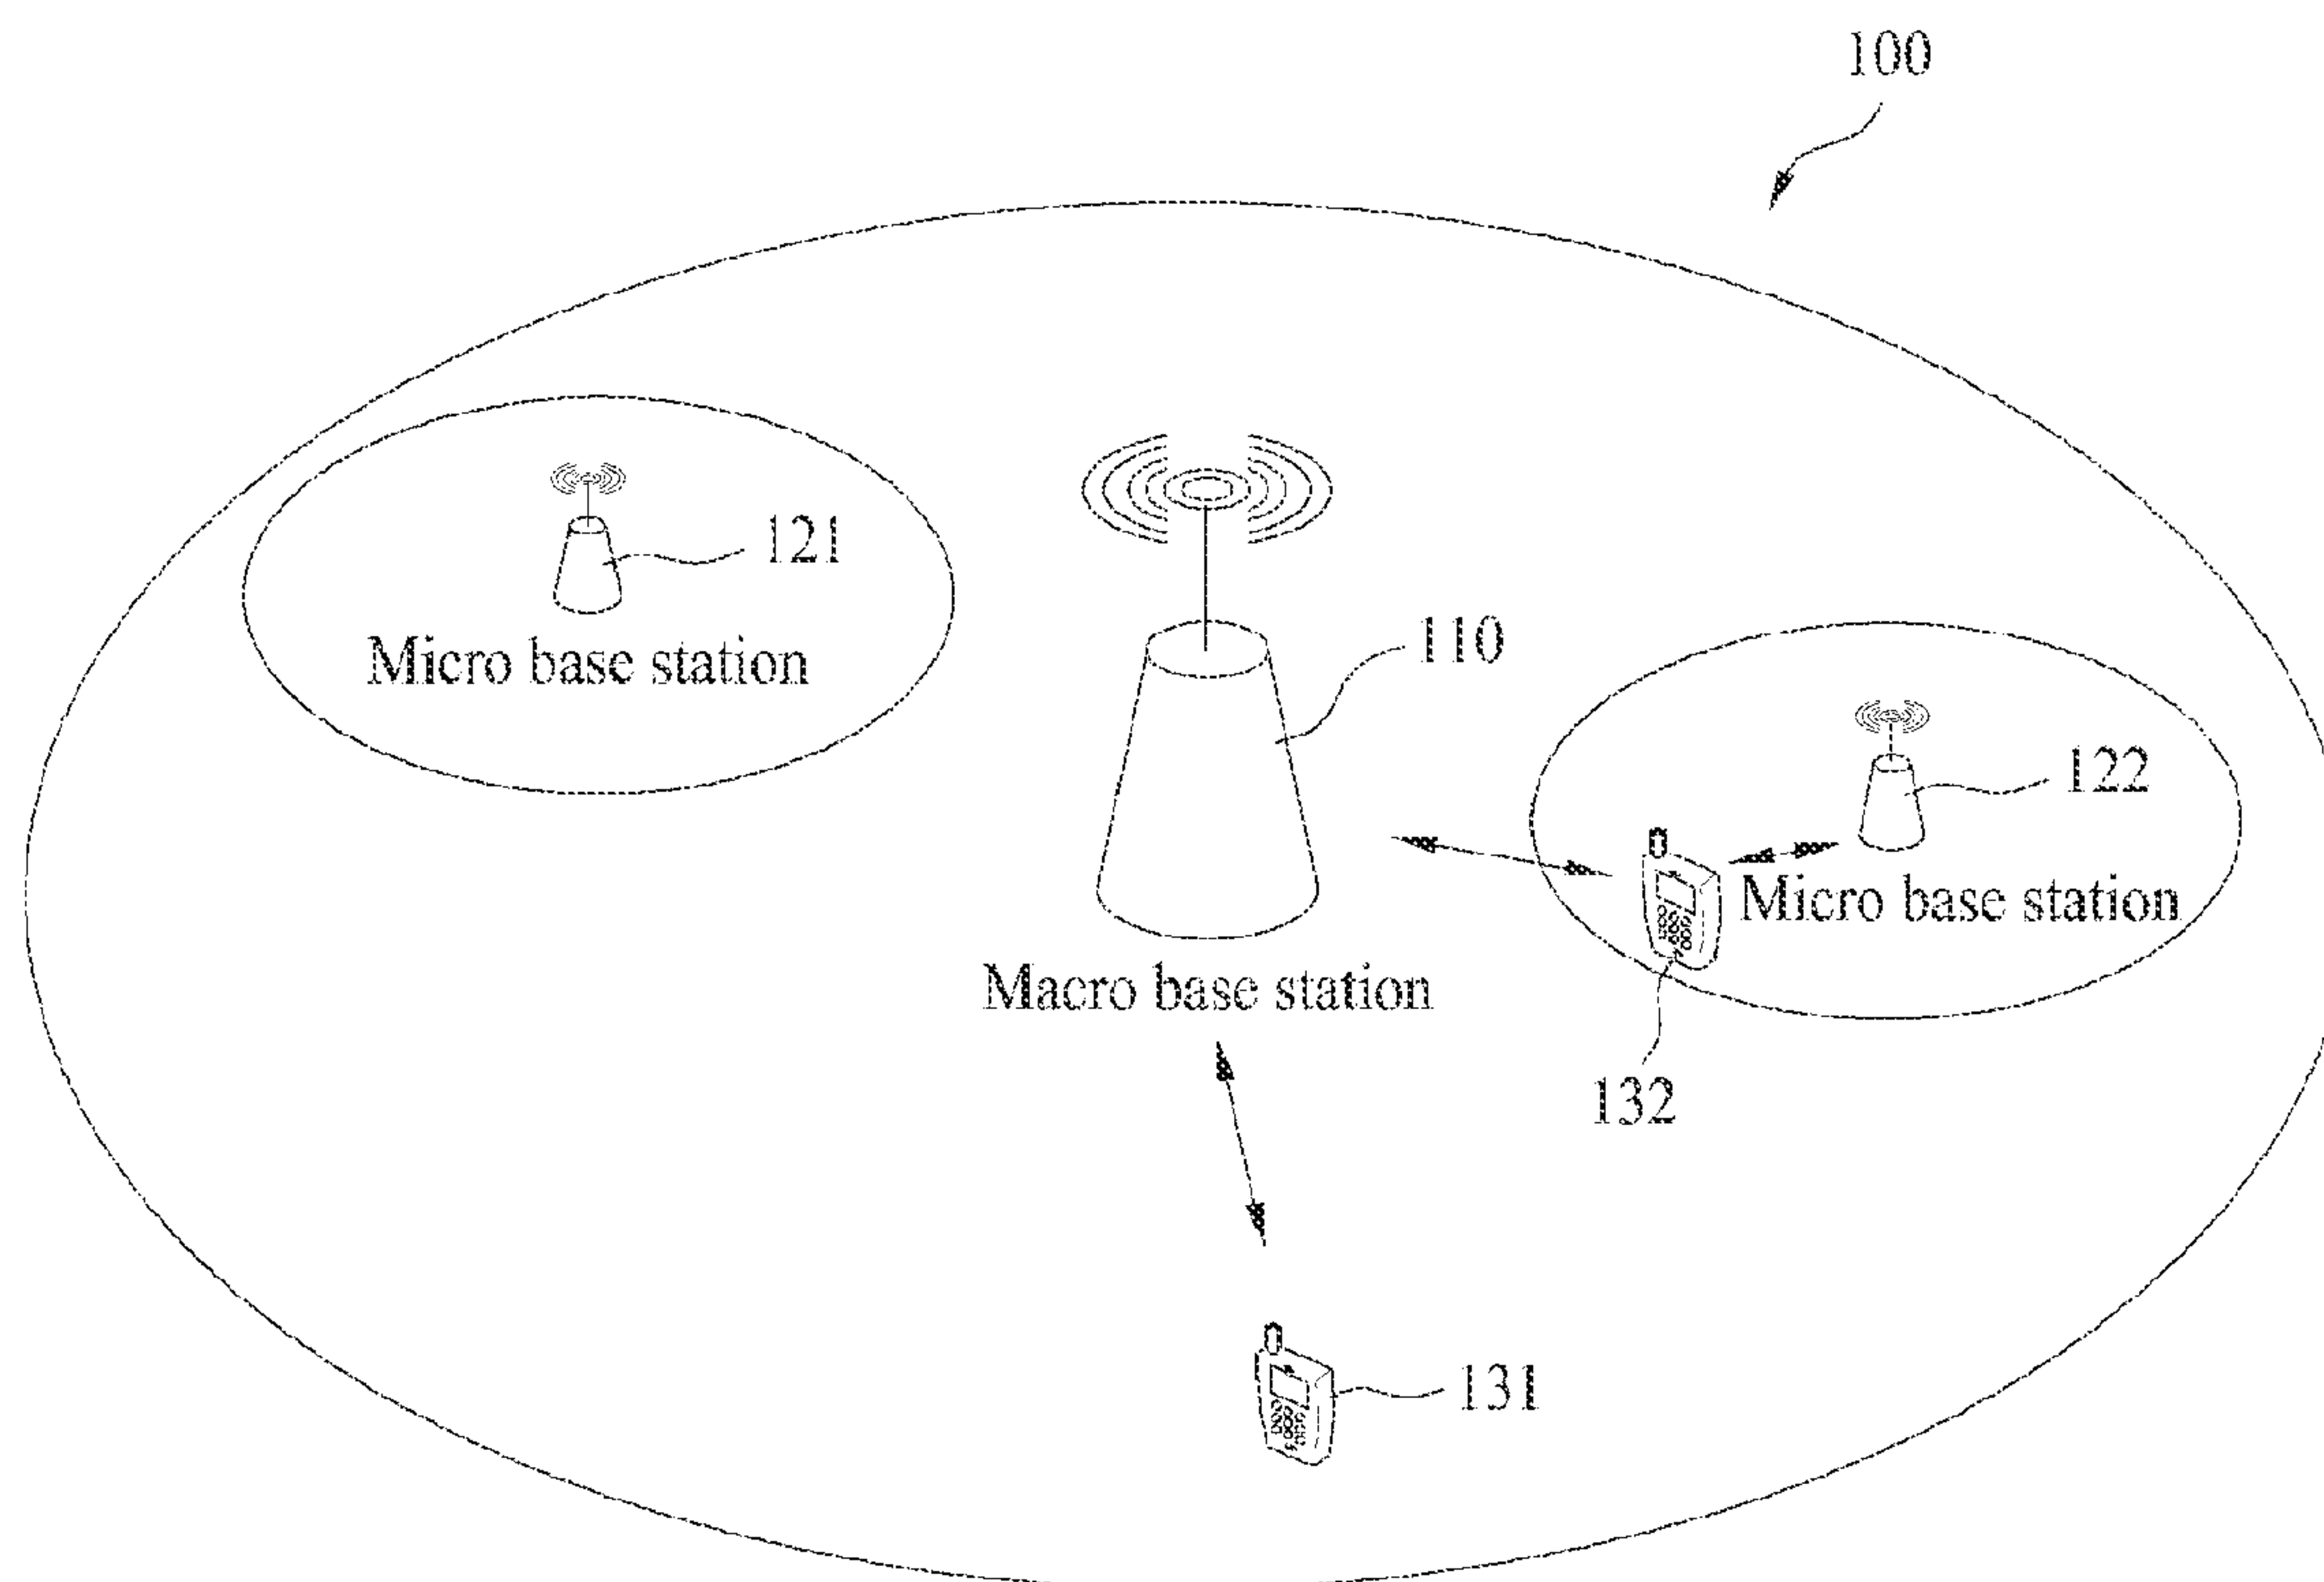 100
121
Micro base station
110
122
Micro base station
Macro base station
132
131